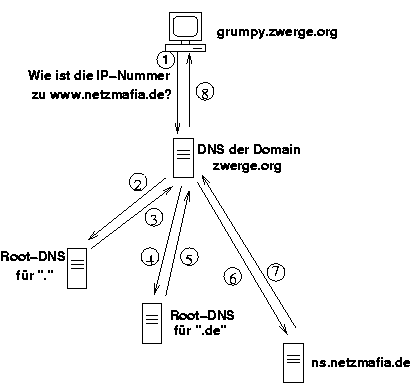 grumpy.zwerge.org
1
Wie ist die IP-Nummer
zu www.netzmafia.de?
8
DNS der Domain
zwerge.org
2
3
Root-DNS
für "."
4
5
6
7
Root-DNS
für ".de"
ns.netzmafia.de